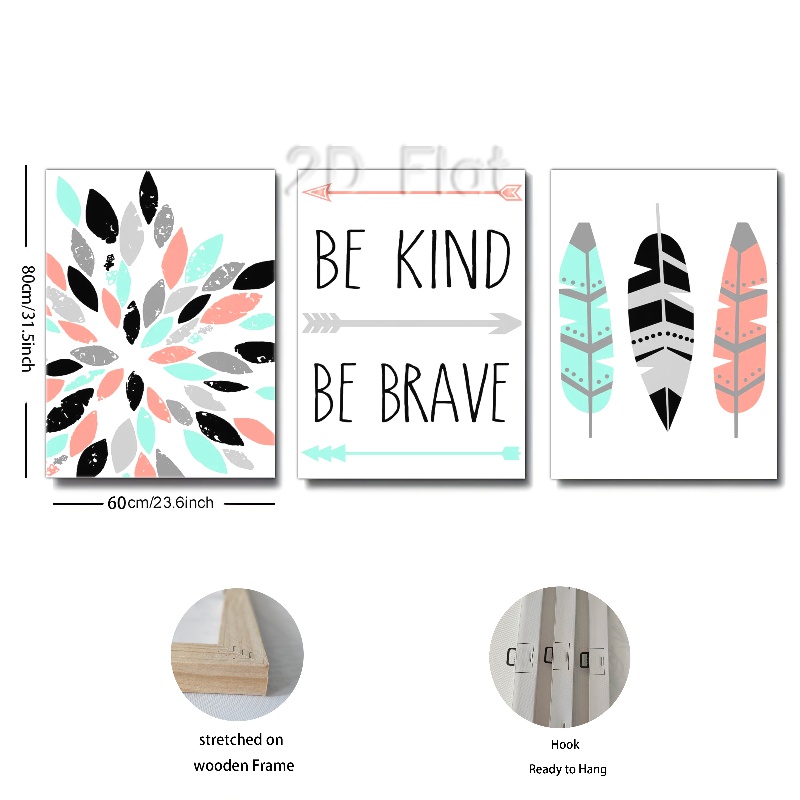 2D Flat
BE KIND
BE BRAVE
80cm/31.5inch
60cm/23.6inch
stretched on
wooden Frame
Hook
Ready to Hang